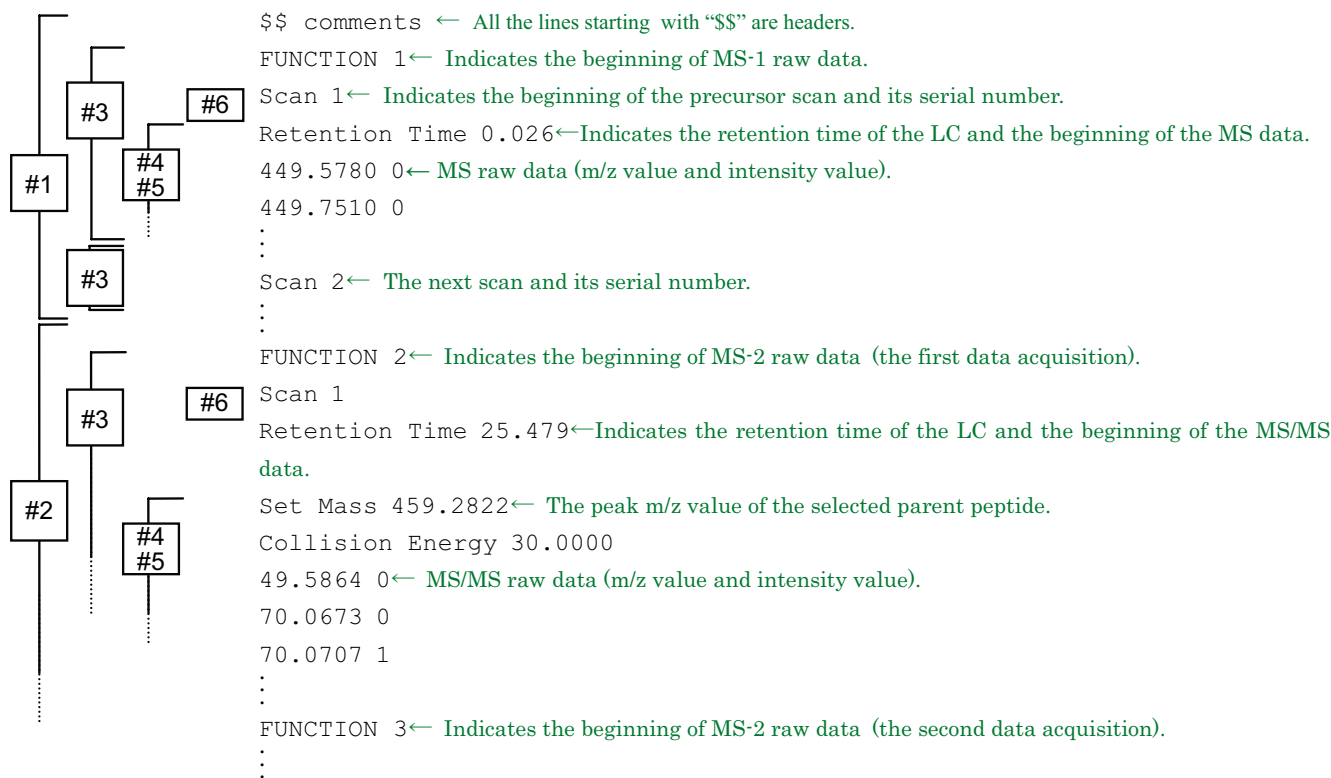 $$ comments ← All the lines starting with “$$” are headers.
FUNCTION 1← Indicates the beginning of MS-1 raw data.
#3
#6
Scan 1← Indicates the beginning of the precursor scan and its serial number.
Retention Time 0.026←Indicates the retention time of the LC and the beginning of the MS data.
#1
#4
#5
449.5780 0← MS raw data (m/z value and intensity value).
449.7510 0
#3
Scan 2← The next scan and its serial number.
FUNCTION 2← Indicates the beginning of MS-2 raw data (the first data acquisition).
#3
#6
Scan 1
Retention Time 25.479←Indicates the retention time of the LC and the beginning of the MS/MS
data.
#2
Set Mass 459.2822← The peak m/z value of the selected parent peptide.
#4
#5
Collision Energy 30.0000
49.5864 0← MS/MS raw data (m/z value and intensity value).
70.0673 0
70.0707 1
FUNCTION 3← Indicates the beginning of MS-2 raw data (the second data acquisition).